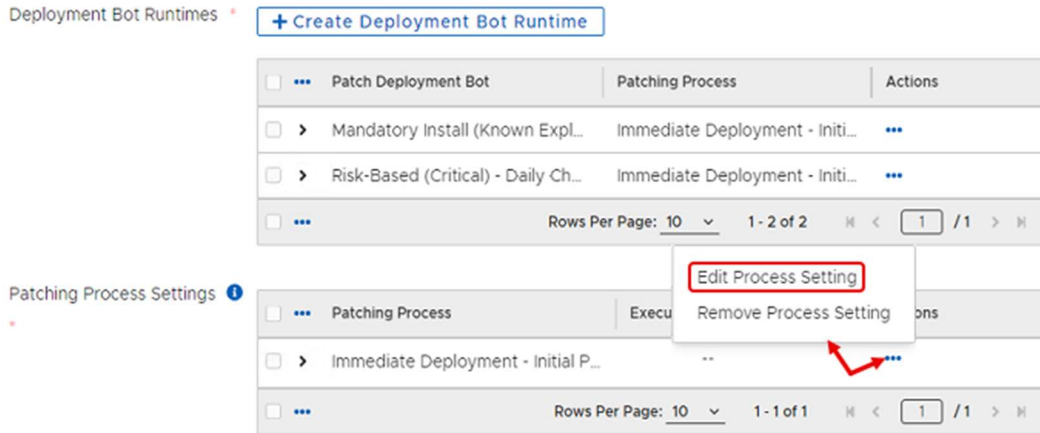 Deployment Bot Runtimes *
+ Create Deployment Bot Runtime
Patch Deployment Bot Patching Process Actions
Mandatory Install (Known Expl... Immediate Deployment - Initi...
Risk-Based (Critical) - Daily Ch... Immediate Deployment - Initi...
Rows Per Page: 10 1 - 2 of 2 1 / 1
Edit Process Setting
Remove Process Setting
Patching Process Settings *
Patching Process Execu ons
Immediate Deployment - Initial P... --
Rows Per Page: 10 1 - 1 of 1 1 / 1